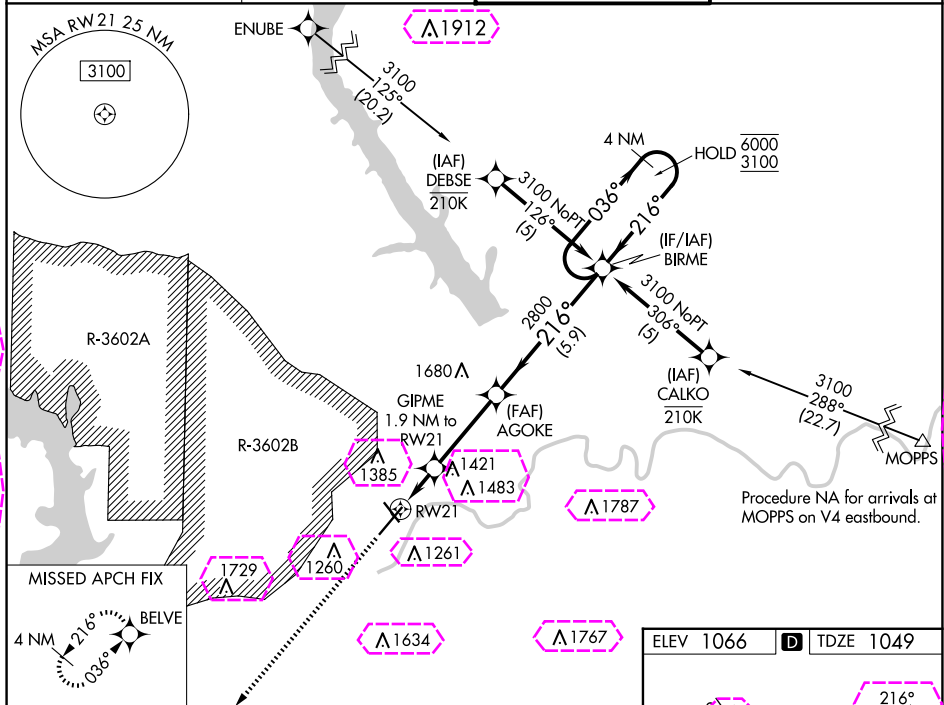 MSA RW21 25 NM
3100
ENUBE
1912
3100
125°
(20.2)
(IAF)
DEBSE
210K
3100 NoPT
126°
(5)
4 NM
HOLD 6000
3100
036°
216°
(IF/IAF)
BIRME
3100 NoPT
306°
(5)
(IAF)
CALKO
210K
3100
288°
(22.7)
MOPPS
Procedure NA for arrivals at
MOPPS on V4 eastbound.
2800
216°
(5.9)
1680
(FAF)
AGOKE
GIPME
1.9 NM to
RW21
R-3602A
R-3602B
1385
1421
1483
RW21
1787
1261
1260
1729
1634
1767
MISSED APCH FIX
BELVE
4 NM
216°
036°
ELEV 1066
D
TDZE 1049
216°